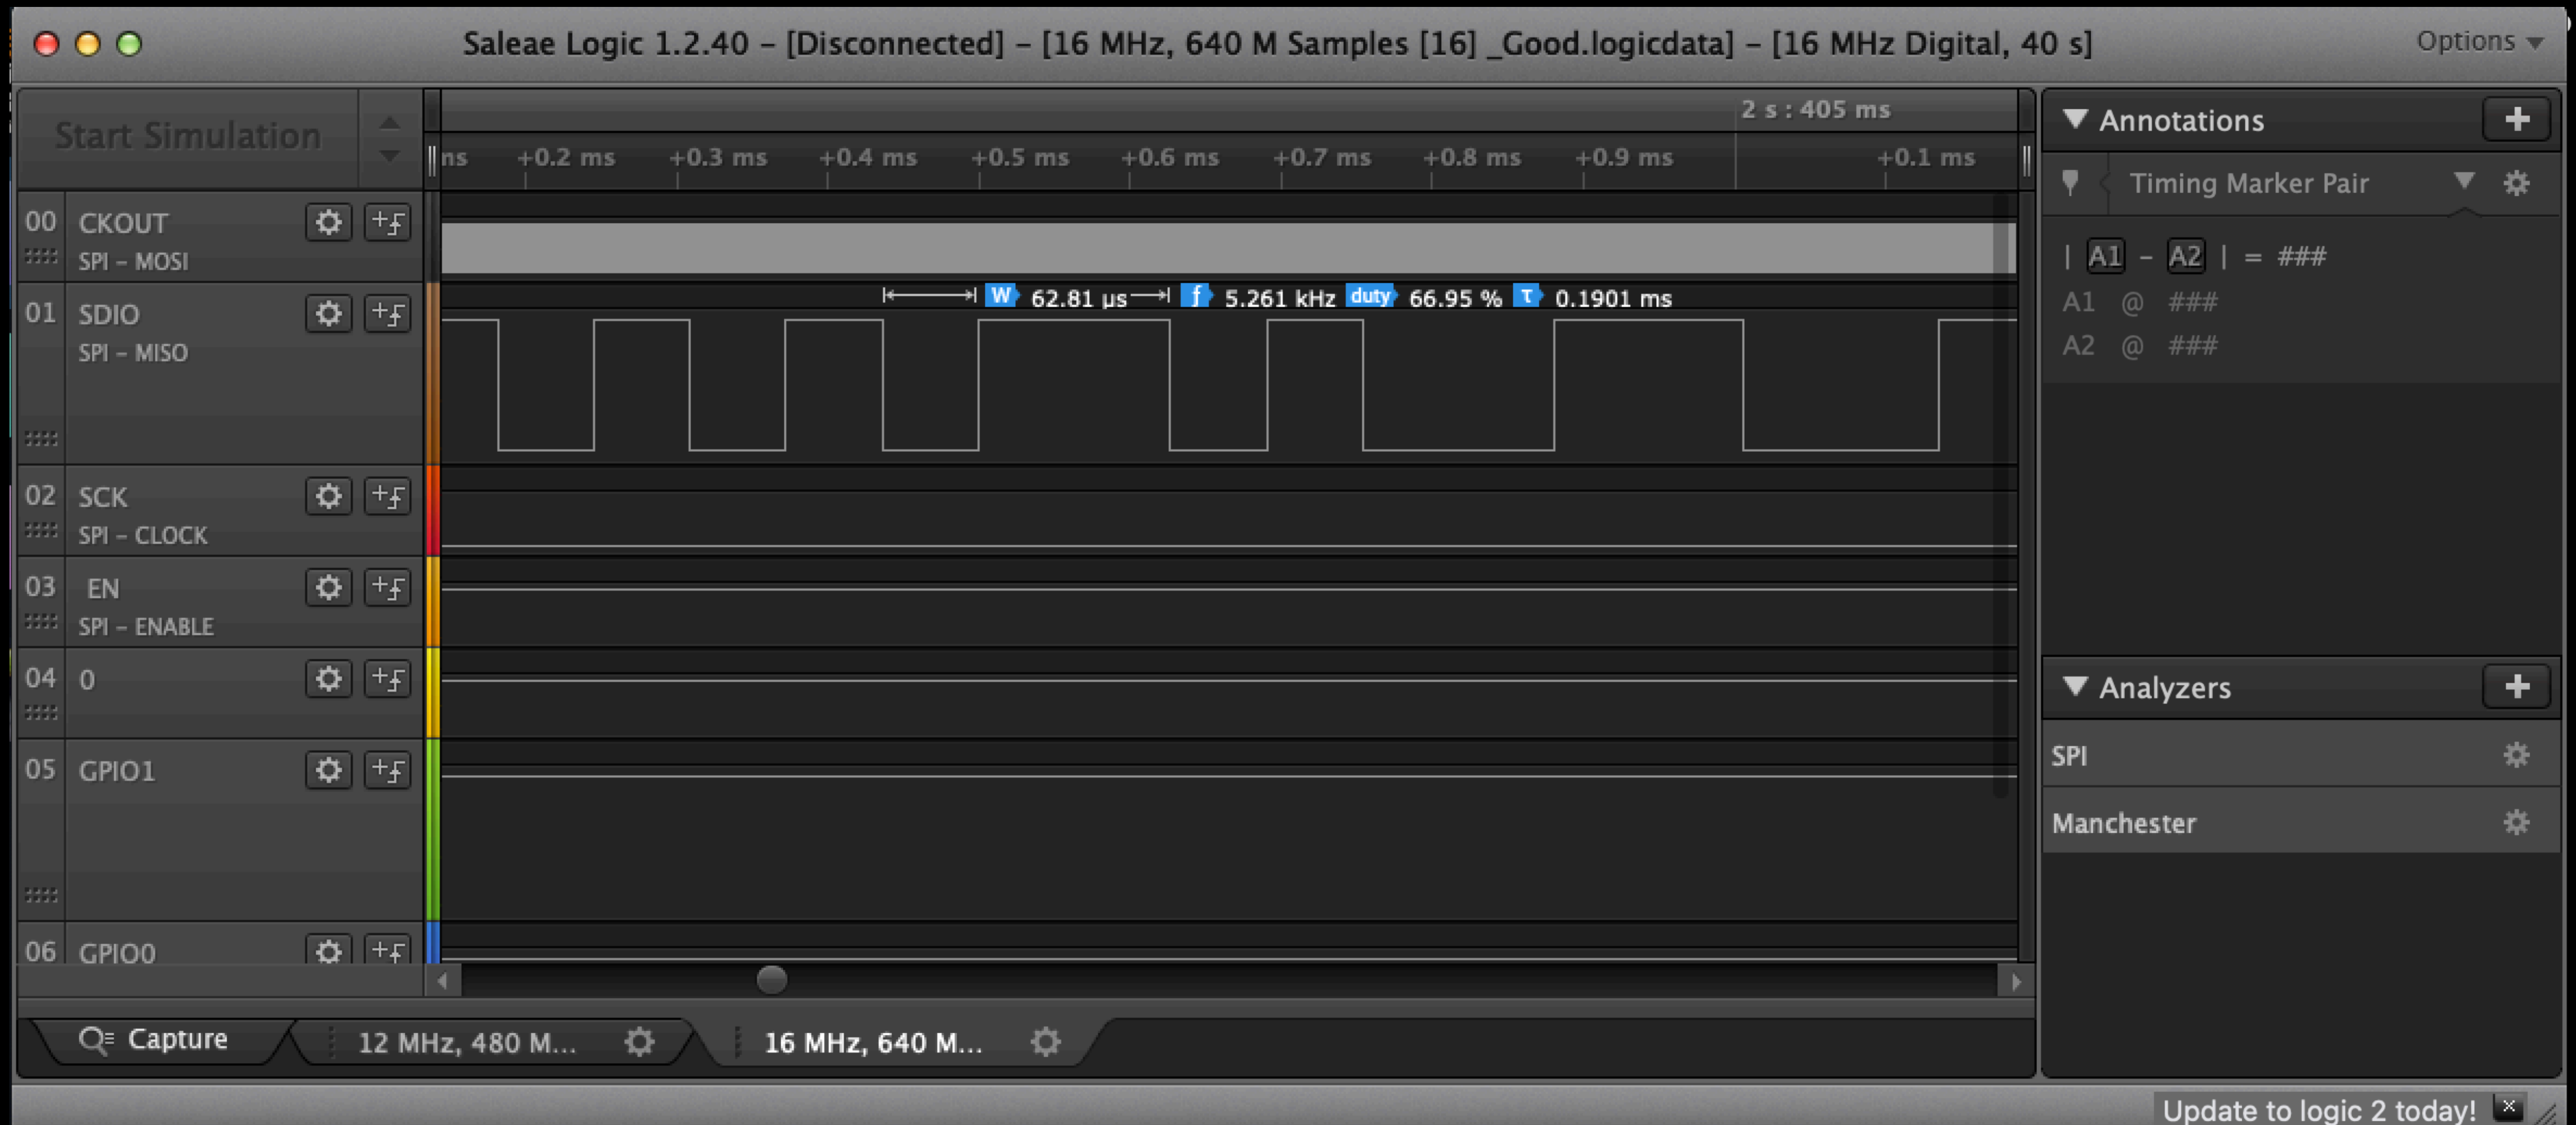 Saleae Logic 1.2.40 – [Disconnected] – [16 MHz, 640 M Samples [16] _Good.logicdata] – [16 MHz Digital, 40 s]
Options
Start Simulation
2 s : 405 ms
ns +0.2 ms +0.3 ms +0.4 ms +0.5 ms +0.6 ms +0.7 ms +0.8 ms +0.9 ms +0.1 ms
00 CKOUT
SPI – MOSI
W 62.81 µs f 5.261 kHz duty 66.95 % T 0.1901 ms
01 SDIO
SPI – MISO
02 SCK
SPI – CLOCK
03 EN
SPI – ENABLE
04 0
05 GPIO1
06 GPIO0
Annotations
Timing Marker Pair
| A1 – A2 | = ###
A1 @ ###
A2 @ ###
Analyzers
SPI
Manchester
Capture
12 MHz, 480 M...
16 MHz, 640 M...
Update to logic 2 today!